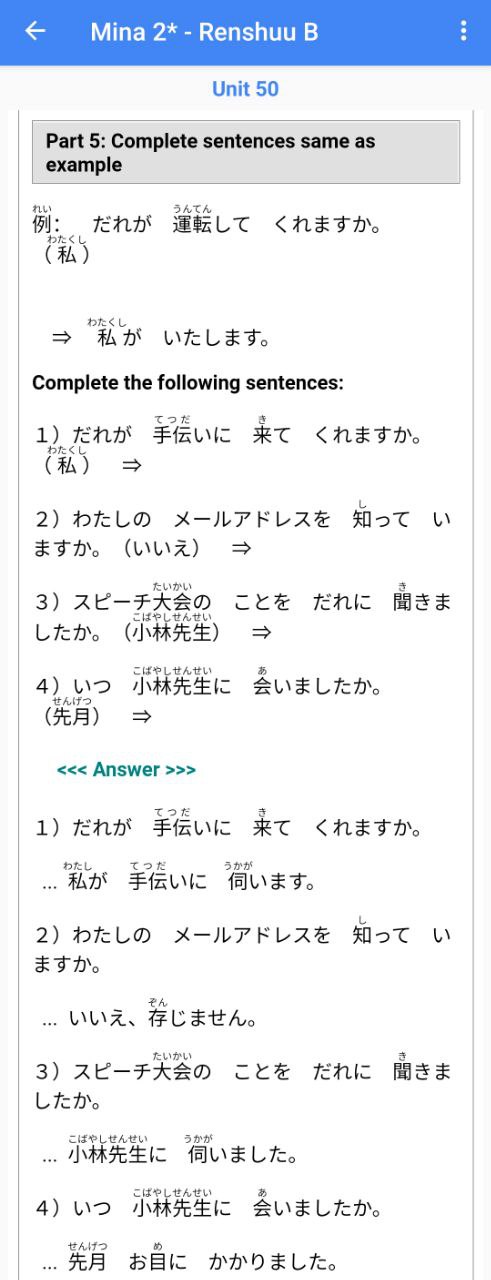 Mina 2* - Renshuu B
Unit 50
Part 5: Complete sentences same as
example
れい うんてん
例: だれが 運転して くれますか。
わたくし
(私)
わたくし
⇒ 私が いたします。
Complete the following sentences:
てつだ き
1)だれが 手伝いに 来て くれますか。
わたくし
(私) ⇒
し
2)わたしの メールアドレスを 知って い
ますか。(いいえ) ⇒
たいかい き
3)スピーチ大会の ことを だれに 聞きま
こばやしせんせい
したか。(小林先生) ⇒
こばやしせんせい あ
4)いつ 小林先生に 会いましたか。
せんげつ
(先月) ⇒
<<< Answer >>>
てつだ き
1)だれが 手伝いに 来て くれますか。
わたし てつだ うかが
... 私が 手伝いに 伺います。
し
2)わたしの メールアドレスを 知って い
ますか。
ぞん
... いいえ、存じません。
たいかい き
3)スピーチ大会の ことを だれに 聞きま
したか。
こばやしせんせい うかが
... 小林先生に 伺いました。
こばやしせんせい あ
4)いつ 小林先生に 会いましたか。
せんげつ め
... 先月 お目に かかりました。